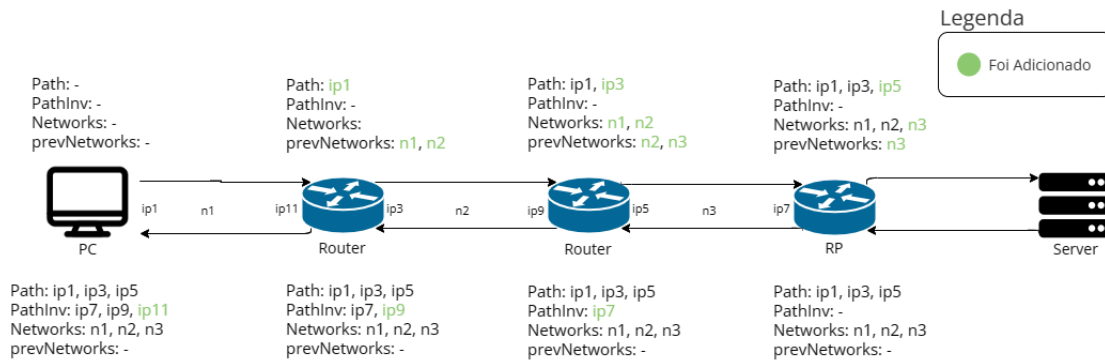 Legenda
Foi Adicionado
Path: -
PathInv: -
Networks: -
prevNetworks: -
Path: ip1
PathInv: -
Networks:
prevNetworks: n1, n2
Path: ip1, ip3
PathInv: -
Networks: n1, n2
prevNetworks: n2, n3
Path: ip1, ip3, ip5
PathInv: -
Networks: n1, n2, n3
prevNetworks: n3
ip1 n1 ip11 ip3 n2 ip9 ip5 n3 ip7
PC Router Router RP Server
Path: ip1, ip3, ip5
PathInv: ip7, ip9, ip11
Networks: n1, n2, n3
prevNetworks: -
Path: ip1, ip3, ip5
PathInv: ip7, ip9
Networks: n1, n2, n3
prevNetworks: -
Path: ip1, ip3, ip5
PathInv: ip7
Networks: n1, n2, n3
prevNetworks: -
Path: ip1, ip3, ip5
PathInv: -
Networks: n1, n2, n3
prevNetworks: -